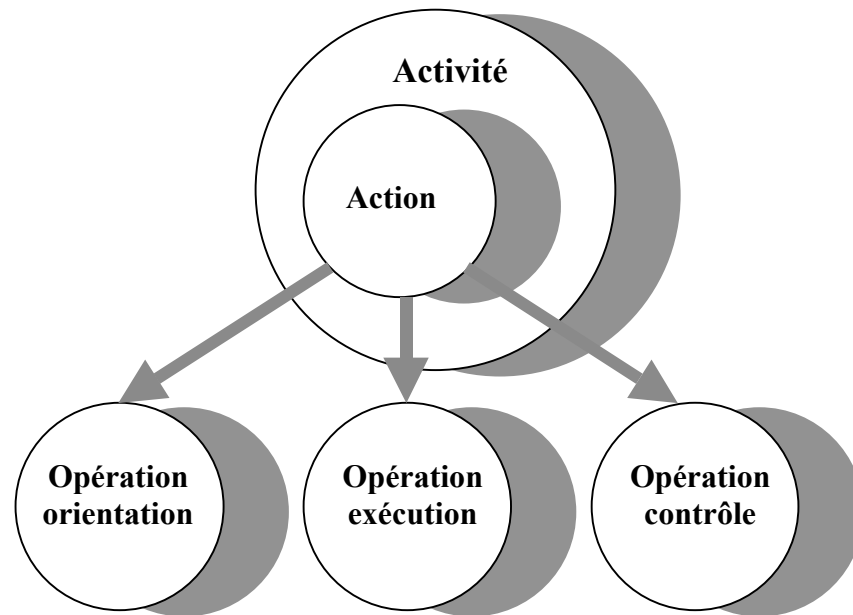 Activité
Action
Opération
orientation
Opération
exécution
Opération
contrôle